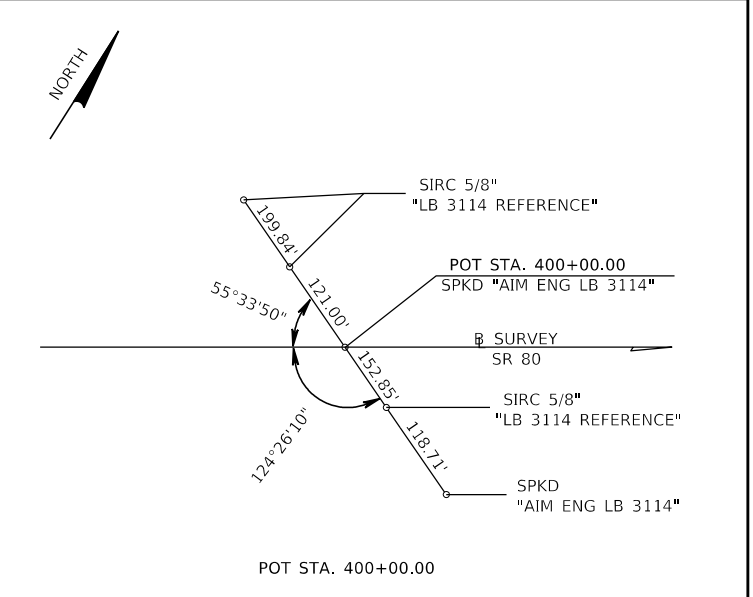 NORTH
SIRC 5/8"
"LB 3114 REFERENCE"
199.84'
POT STA. 400+00.00
SPKD "AIM ENG LB 3114"
121.00'
55°33'50"
BL SURVEY
SR 80
152.85'
SIRC 5/8"
"LB 3114 REFERENCE"
124°26'10"
118.71'
SPKD
"AIM ENG LB 3114"
POT STA. 400+00.00